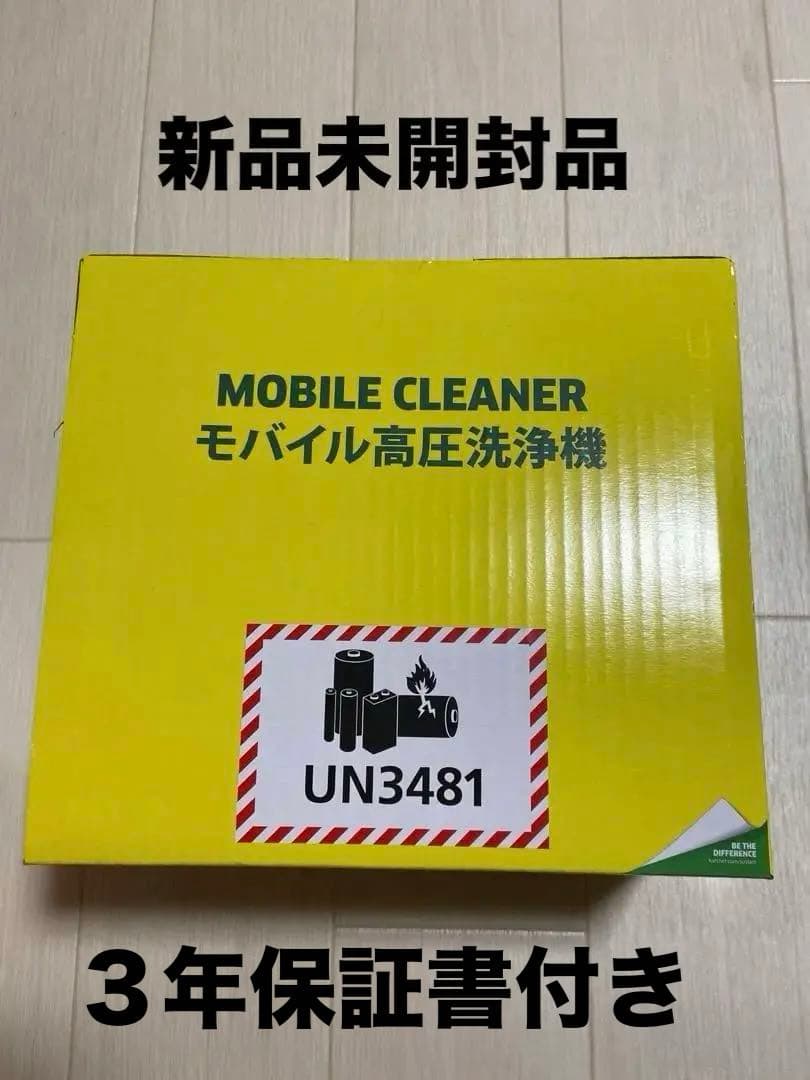 新品未開封品
MOBILE CLEANER
モバイル高圧洗浄機
UN3481
BE THE
DIFFERENCE
３年保証書付き